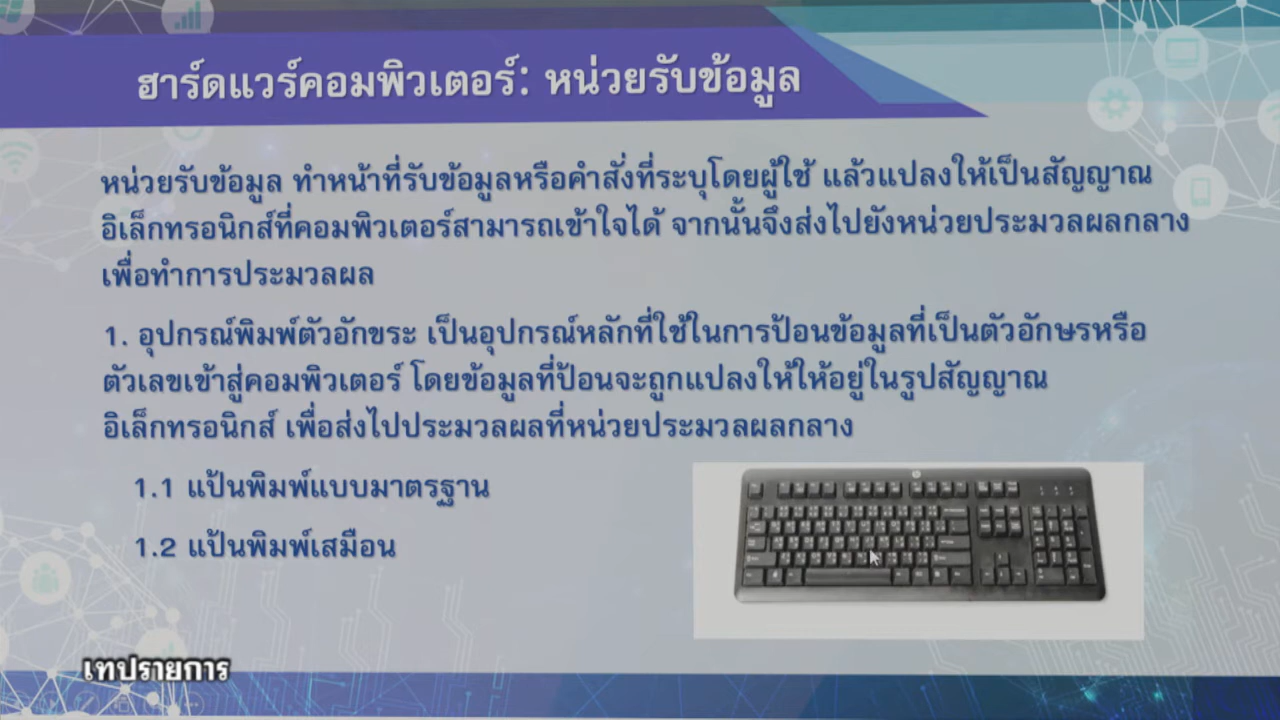 ฮาร์ดแวร์คอมพิวเตอร์: หน่วยรับข้อมูล
หน่วยรับข้อมูล ทำหน้าที่รับข้อมูลหรือคำสั่งที่ระบุโดยผู้ใช้ แล้วแปลงให้เป็นสัญญาณ
อิเล็กทรอนิกส์ที่คอมพิวเตอร์สามารถเข้าใจได้ จากนั้นจึงส่งไปยังหน่วยประมวลผลกลาง
เพื่อทำการประมวลผล
1. อุปกรณ์พิมพ์ตัวอักขระ เป็นอุปกรณ์หลักที่ใช้ในการป้อนข้อมูลที่เป็นตัวอักษรหรือ
ตัวเลขเข้าสู่คอมพิวเตอร์ โดยข้อมูลที่ป้อนจะถูกแปลงให้ให้อยู่ในรูปสัญญาณ
อิเล็กทรอนิกส์ เพื่อส่งไปประมวลผลที่หน่วยประมวลผลกลาง
1.1 แป้นพิมพ์แบบมาตรฐาน
1.2 แป้นพิมพ์เสมือน
เทปรายการ